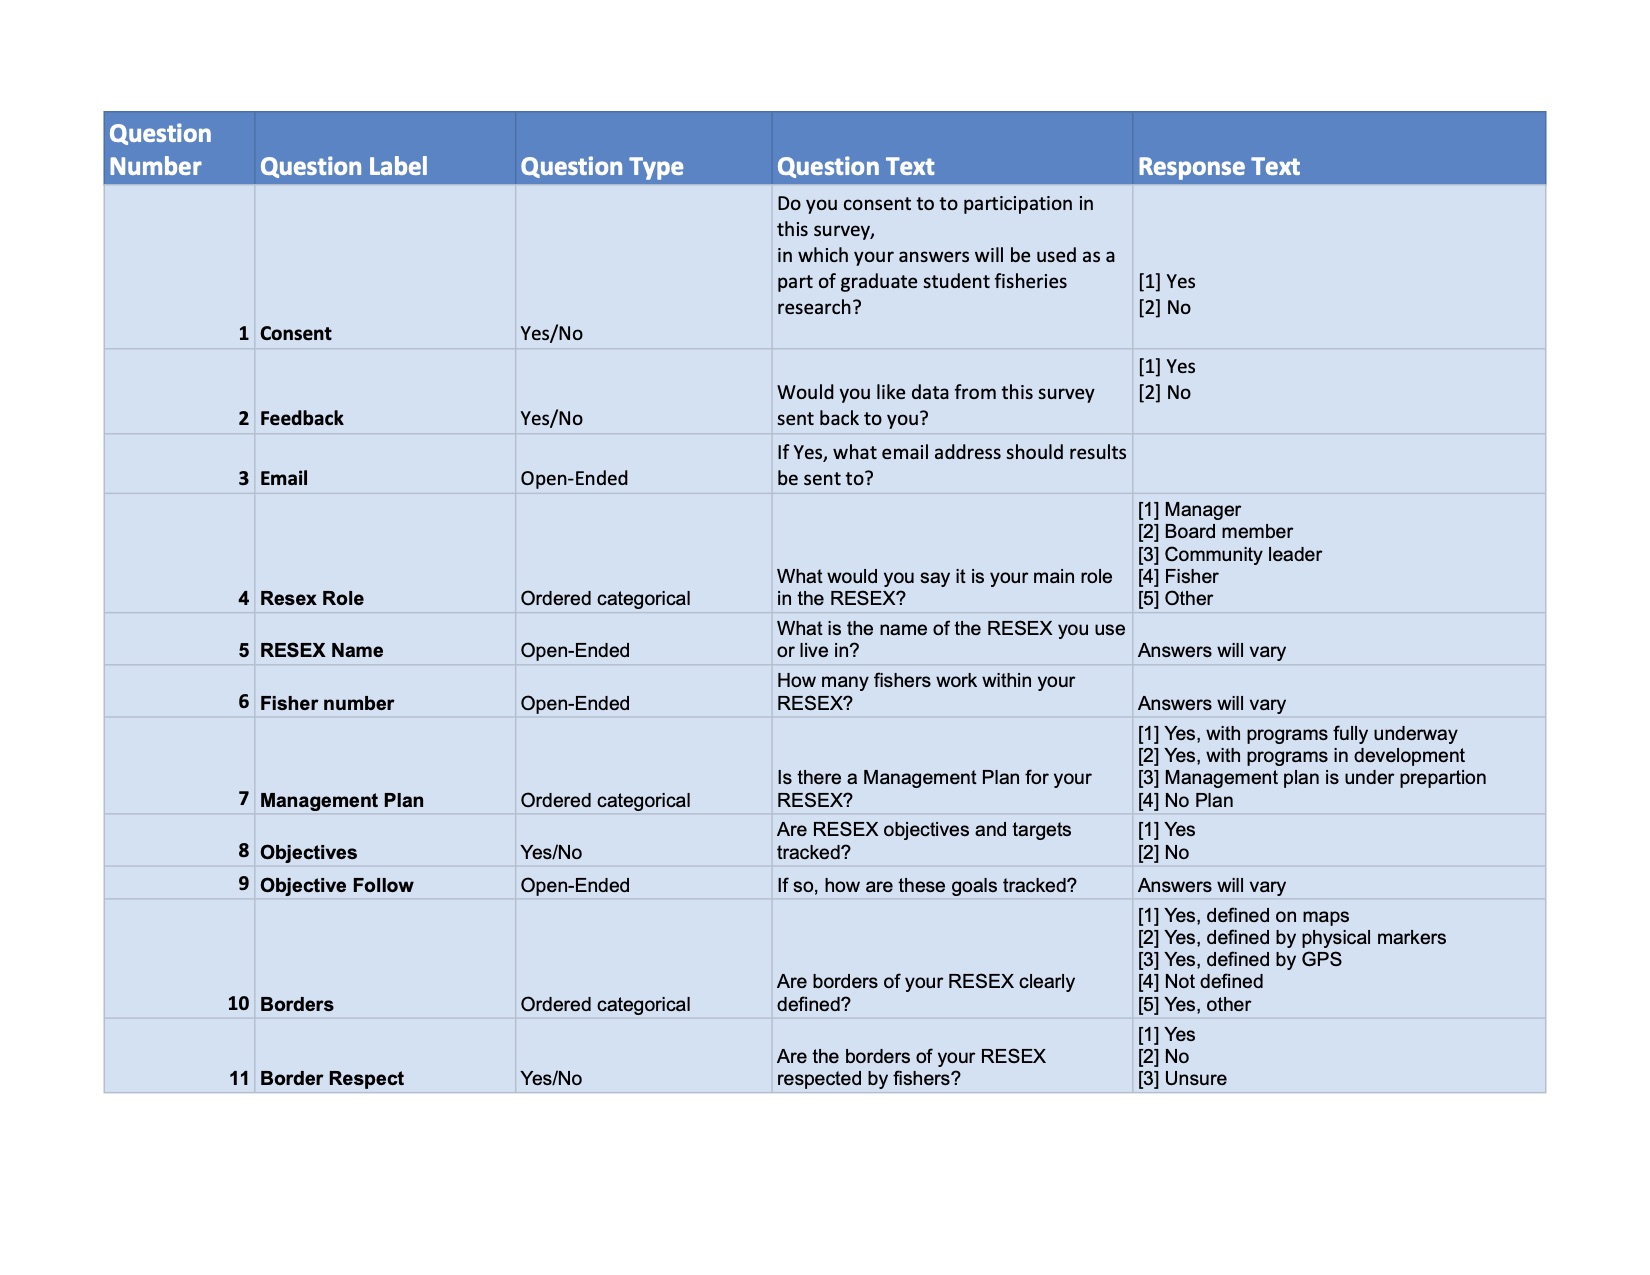 Question
Number Question Label Question Type Question Text Response Text
Do you consent to to participation in
this survey,
in which your answers will be used as a
part of graduate student fisheries
research?
[1] Yes
[2] No
1 Consent Yes/No
[1] Yes
[2] No
Would you like data from this survey
sent back to you?
2 Feedback Yes/No
If Yes, what email address should results
be sent to?
3 Email Open-Ended
[1] Manager
[2] Board member
[3] Community leader
[4] Fisher
[5] Other
What would you say it is your main role
in the RESEX?
4 Resex Role Ordered categorical
What is the name of the RESEX you use
or live in?
5 RESEX Name Open-Ended Answers will vary
How many fishers work within your
RESEX?
6 Fisher number Open-Ended Answers will vary
[1] Yes, with programs fully underway
[2] Yes, with programs in development
[3] Management plan is under prepartion
[4] No Plan
Is there a Management Plan for your
RESEX?
7 Management Plan Ordered categorical
Are RESEX objectives and targets
tracked?
[1] Yes
[2] No
8 Objectives Yes/No
9 Objective Follow Open-Ended If so, how are these goals tracked? Answers will vary
[1] Yes, defined on maps
[2] Yes, defined by physical markers
[3] Yes, defined by GPS
[4] Not defined
[5] Yes, other
Are borders of your RESEX clearly
defined?
10 Borders Ordered categorical
[1] Yes
[2] No
[3] Unsure
Are the borders of your RESEX
respected by fishers?
11 Border Respect Yes/No